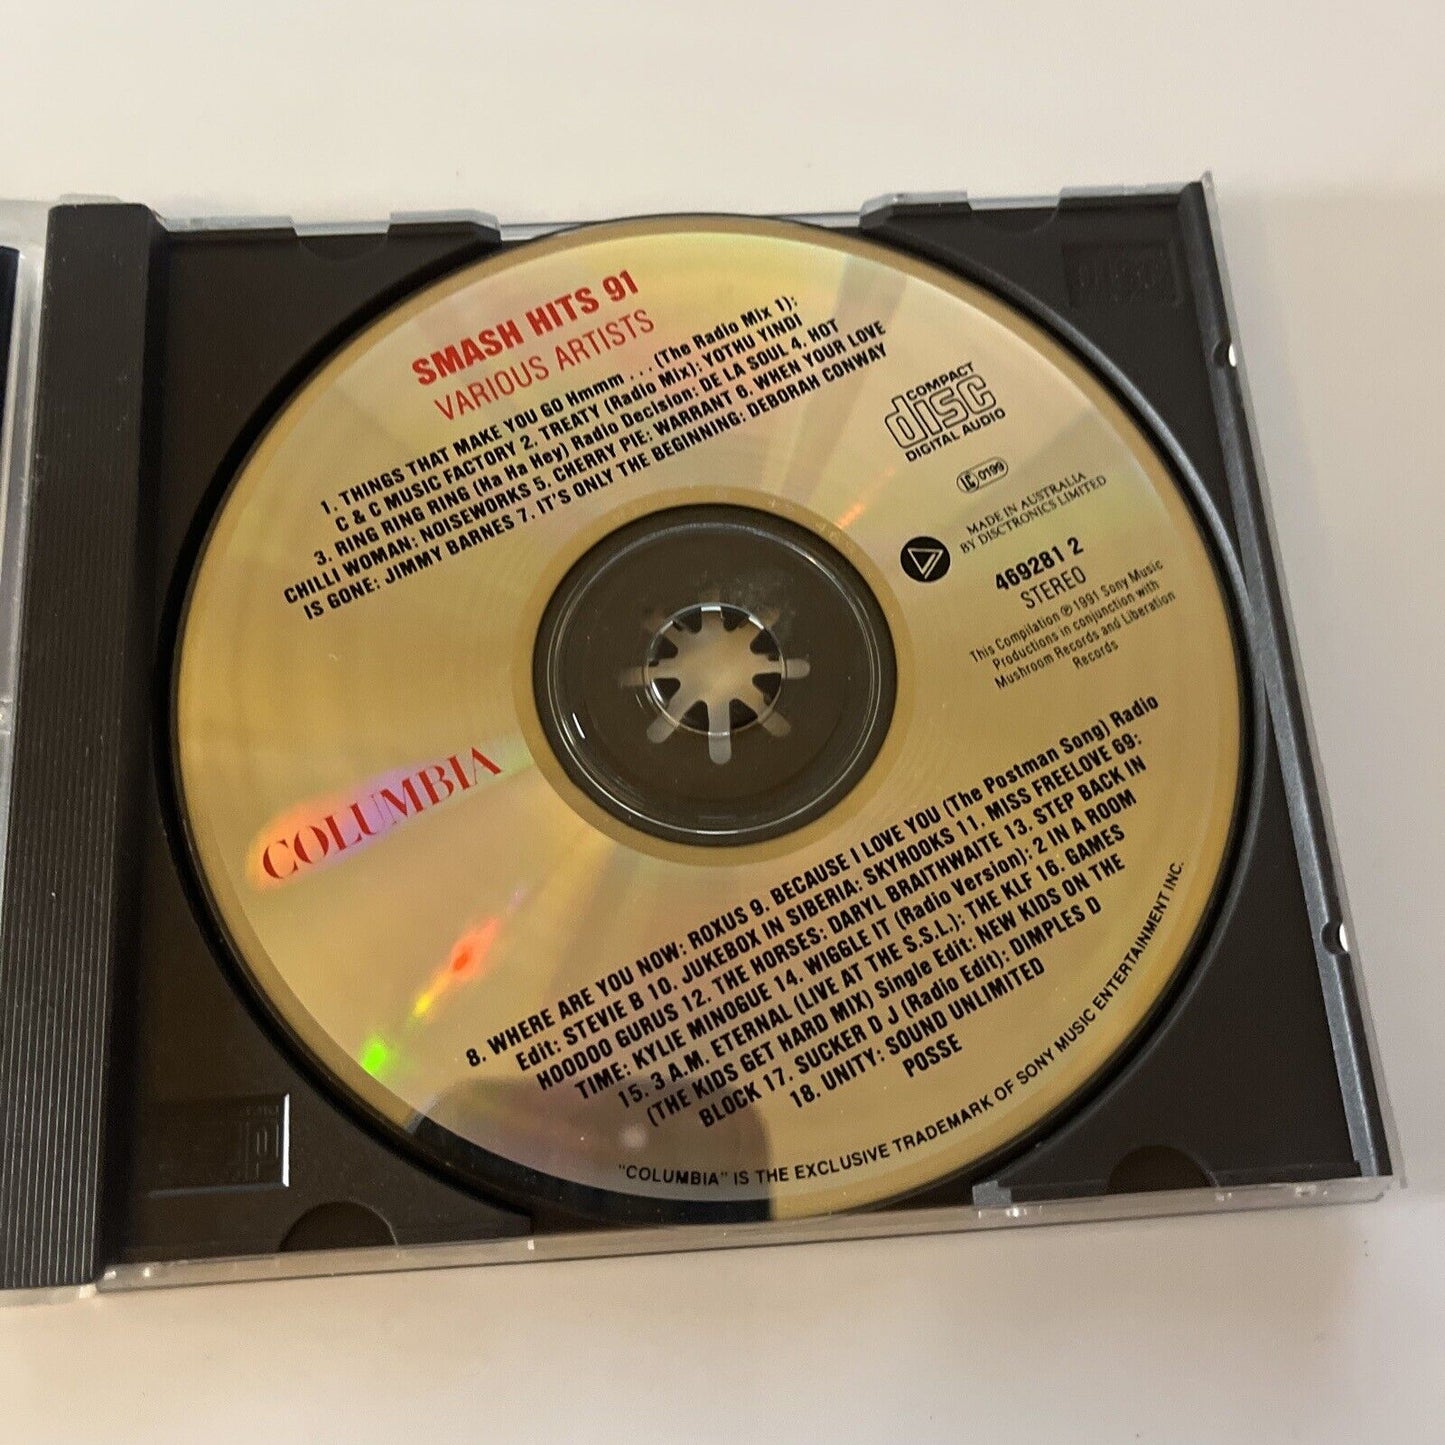 SMASH HITS 91
VARIOUS ARTISTS
1. THINGS THAT MAKE YOU GO Hmmm . . . (The Radio Mix 1):
C & C MUSIC FACTORY 2. TREATY (Radio Mix): YOTHU YINDI
3. RING RING RING (Ha Ha Hey) Radio Decision: DE LA SOUL 4. HOT
CHILLI WOMAN: NOISEWORKS 5. CHERRY PIE: WARRANT 6. WHEN YOUR LOVE
IS GONE: JIMMY BARNES 7. IT'S ONLY THE BEGINNING: DEBORAH CONWAY
COMPACT
disc
DIGITAL AUDIO
LC 0199
MADE IN AUSTRALIA
BY DISCTRONICS LIMITED
469281 2
STEREO
This Compilation ℗ 1991 Sony Music
Productions in conjunction with
Mushroom Records and Liberation
Records
COLUMBIA
8. WHERE ARE YOU NOW: ROXUS 9. BECAUSE I LOVE YOU (The Postman Song) Radio
Edit: STEVIE B 10. JUKEBOX IN SIBERIA: SKYHOOKS 11. MISS FREELOVE 69:
HOODOO GURUS 12. THE HORSES: DARYL BRAITHWAITE 13. STEP BACK IN
TIME: KYLIE MINOGUE 14. WIGGLE IT (Radio Version): 2 IN A ROOM
15. 3 A.M. ETERNAL (LIVE AT THE S.S.L.): THE KLF 16. GAMES
(THE KIDS GET HARD MIX) Single Edit: NEW KIDS ON THE
BLOCK 17. SUCKER D J (Radio Edit): DIMPLES D
18. UNITY: SOUND UNLIMITED
POSSE
"COLUMBIA" IS THE EXCLUSIVE TRADEMARK OF SONY MUSIC ENTERTAINMENT INC.